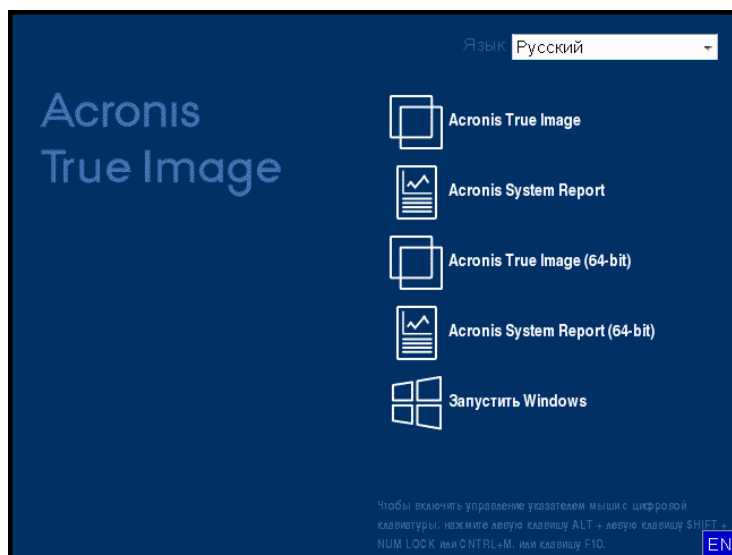 Язык Русский
Acronis
True Image
Acronis True Image
Acronis System Report
Acronis True Image (64-bit)
Acronis System Report (64-bit)
Запустить Windows
Чтобы включить управление указателем мыши с цифровой
клавиатуры, нажмите левую клавишу ALT + левую клавишу SHIFT +
NUM LOCK или CNTRL+M, или клавишу F10.
EN